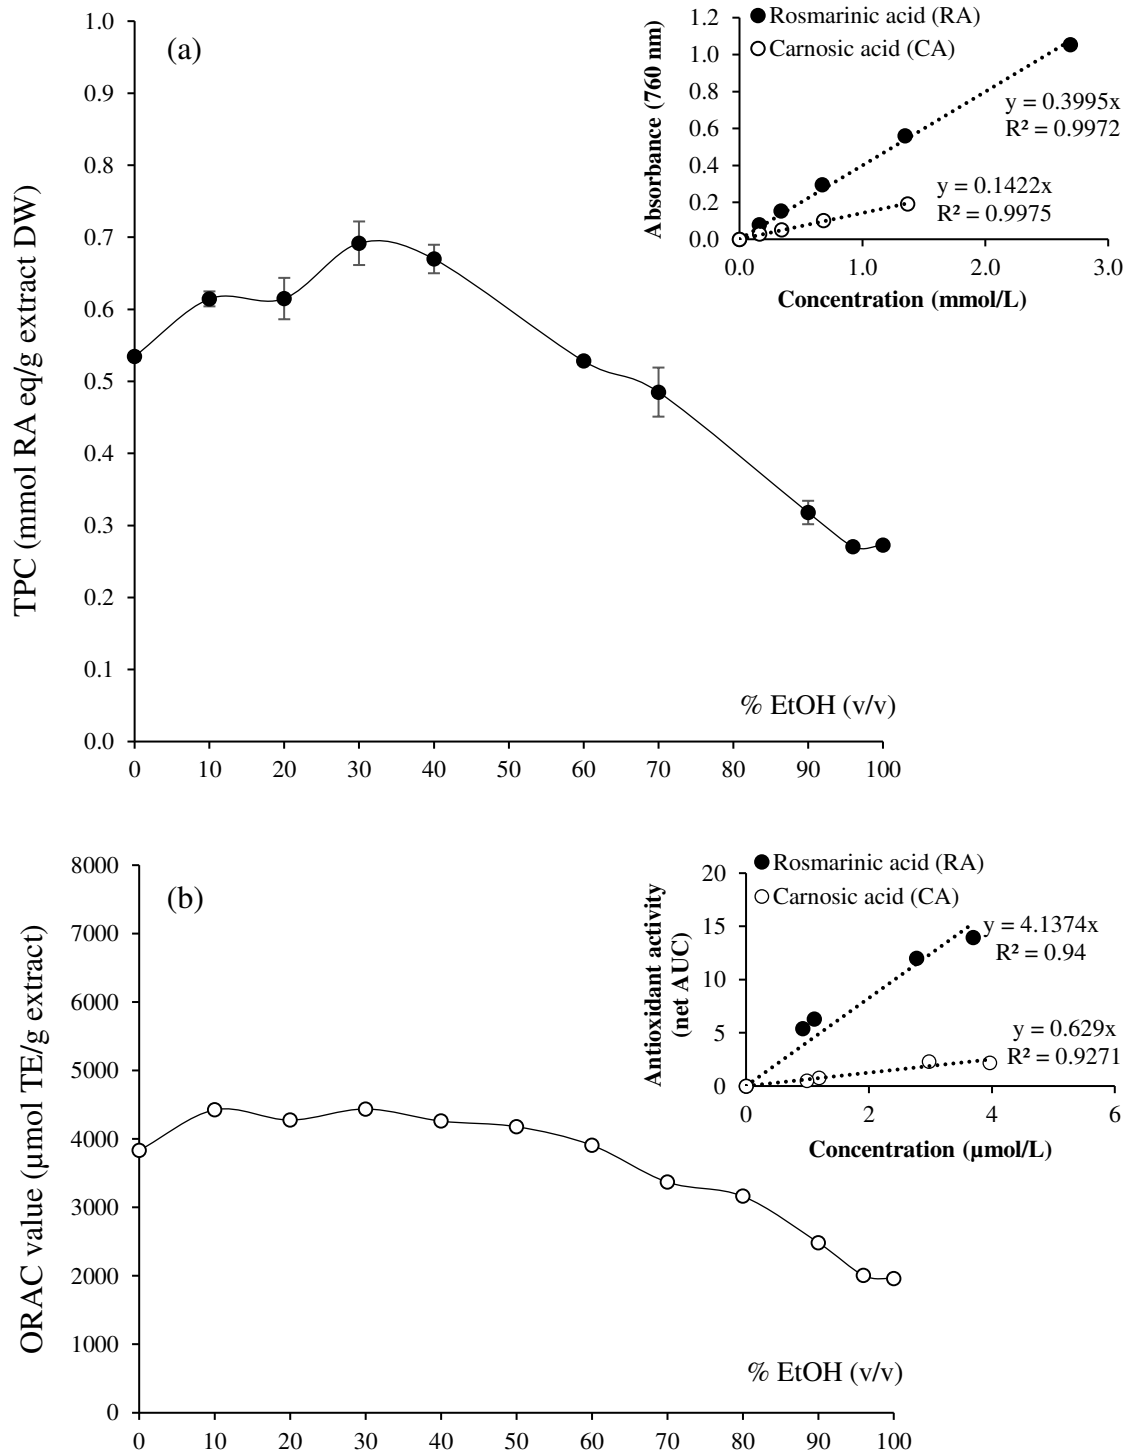 (a)
TPC (mmol RA eq/g extract DW)
1.0
0.9
0.8
0.7
0.6
0.5
0.4
0.3
0.2
0.1
0.0
0 10 20 30 40 50 60 70 80 90 100
% EtOH (v/v)
Rosmarinic acid (RA)
Carnosic acid (CA)
Absorbance (760 nm)
1.2
1.0
0.8
0.6
0.4
0.2
0.0
y = 0.3995x
R² = 0.9972
y = 0.1422x
R² = 0.9975
0.0 1.0 2.0 3.0
Concentration (mmol/L)
(b)
ORAC value (µmol TE/g extract)
8000
7000
6000
5000
4000
3000
2000
1000
0
0 10 20 30 40 50 60 70 80 90 100
% EtOH (v/v)
Rosmarinic acid (RA)
Carnosic acid (CA)
Antioxidant activity
(net AUC)
20
15
10
5
0
y = 4.1374x
R² = 0.94
y = 0.629x
R² = 0.9271
0 2 4 6
Concentration (µmol/L)